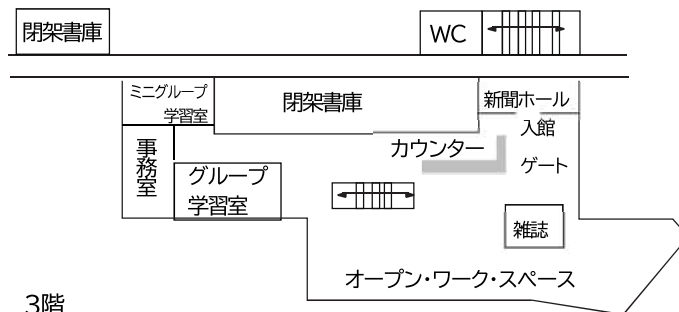 閉架書庫
WC
ミニグループ
学習室
閉架書庫
新聞ホール
入館
ゲート
カウンター
事務室
グループ
学習室
雑誌
オープン・ワーク・スペース
3階